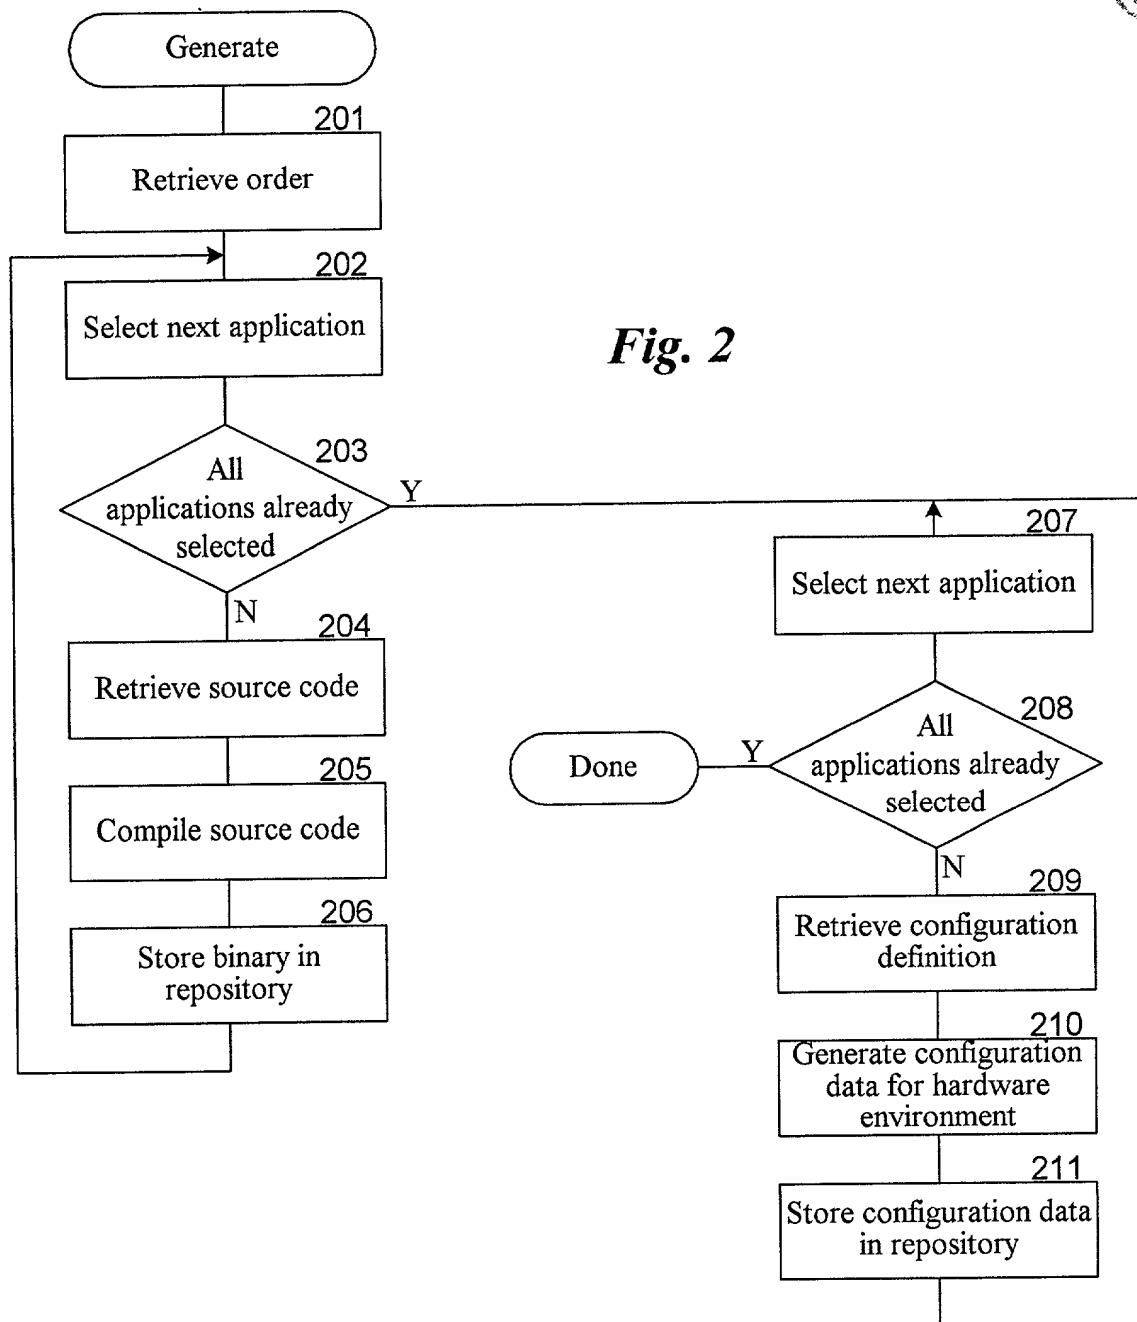 Generate
201
Retrieve order
202
Select next application
Fig. 2
203
All
applications already
selected
Y
N
204
Retrieve source code
205
Compile source code
206
Store binary in
repository
207
Select next application
208
All
applications already
selected
Y
Done
N
209
Retrieve configuration
definition
210
Generate configuration
data for hardware
environment
211
Store configuration data
in repository